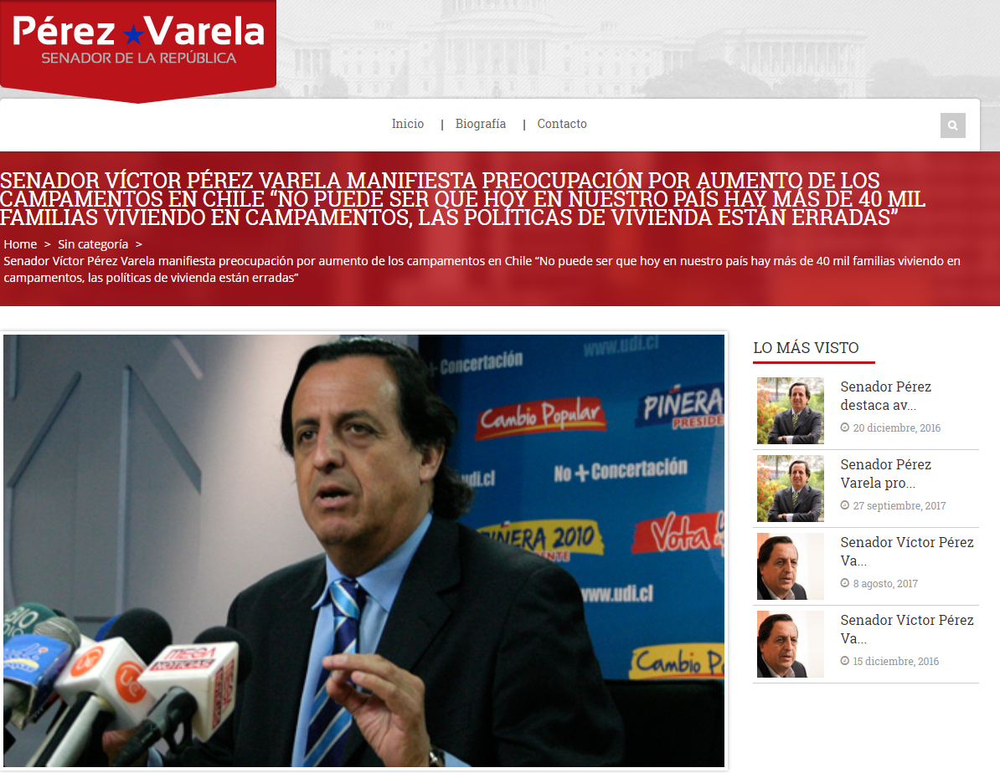 Pérez Varela
SENADOR DE LA REPÚBLICA
Inicio | Biografía | Contacto
SENADOR VÍCTOR PÉREZ VARELA MANIFIESTA PREOCUPACIÓN POR AUMENTO DE LOS
CAMPAMENTOS EN CHILE “NO PUEDE SER QUE HOY EN NUESTRO PAÍS HAY MÁS DE 40 MIL
FAMILIAS VIVIENDO EN CAMPAMENTOS, LAS POLÍTICAS DE VIVIENDA ESTÁN ERRADAS”
Home > Sin categoría >
Senador Víctor Pérez Varela manifiesta preocupación por aumento de los campamentos en Chile “No puede ser que hoy en nuestro país hay más de 40 mil familias viviendo en
campamentos, las políticas de vivienda están erradas”
www.udi.cl
+Concertación
Cambio Popular
PIÑERA
PRESIDE
udi.cl
No + Concertación
PIÑERA 2010
Vota
www.udi.cl
Cambio Po
MEGA
NOTICIAS
UC
UC
LO MÁS VISTO
Senador Pérez
destaca av...
20 diciembre, 2016
Senador Pérez
Varela pro...
27 septiembre, 2017
Senador Víctor Pérez
Va...
8 agosto, 2017
Senador Víctor Pérez
Va...
15 diciembre, 2016